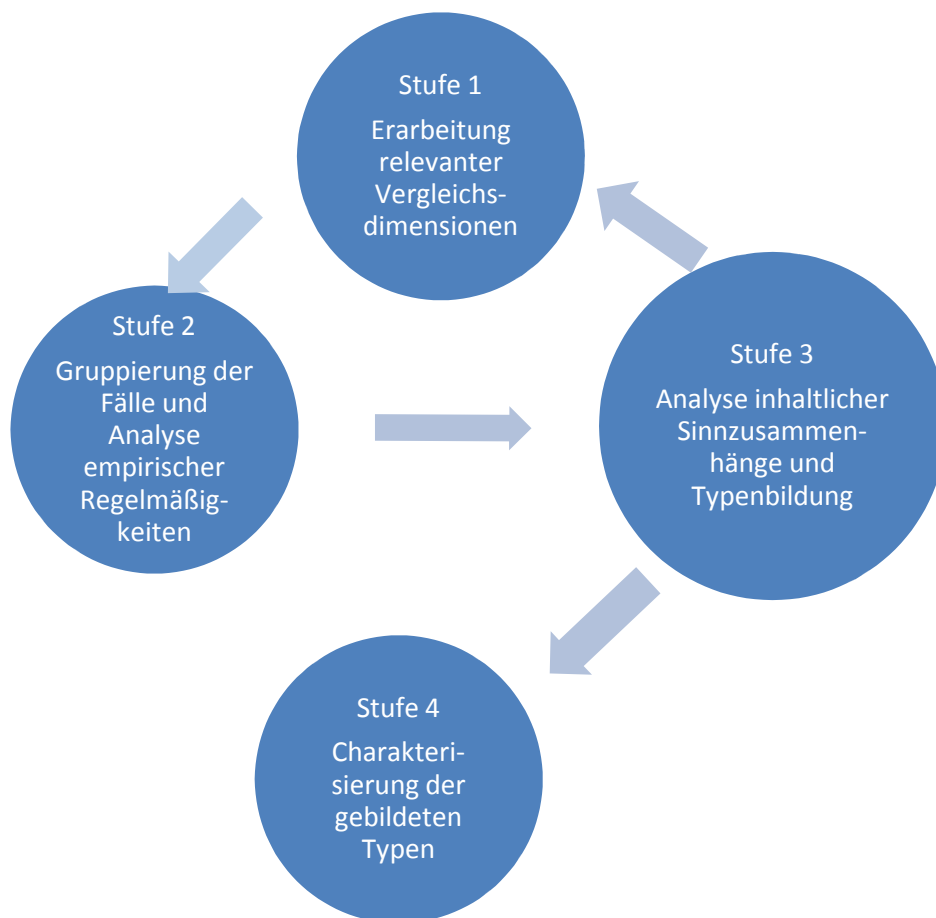 Stufe 1
Erarbeitung
relevanter
Vergleichs-
dimensionen
Stufe 2
Gruppierung der
Fälle und
Analyse
empirischer
Regelmäßig-
keiten
Stufe 3
Analyse inhaltlicher
Sinnzusammen-
hänge und
Typenbildung
Stufe 4
Charakteri-
sierung der
gebildeten
Typen